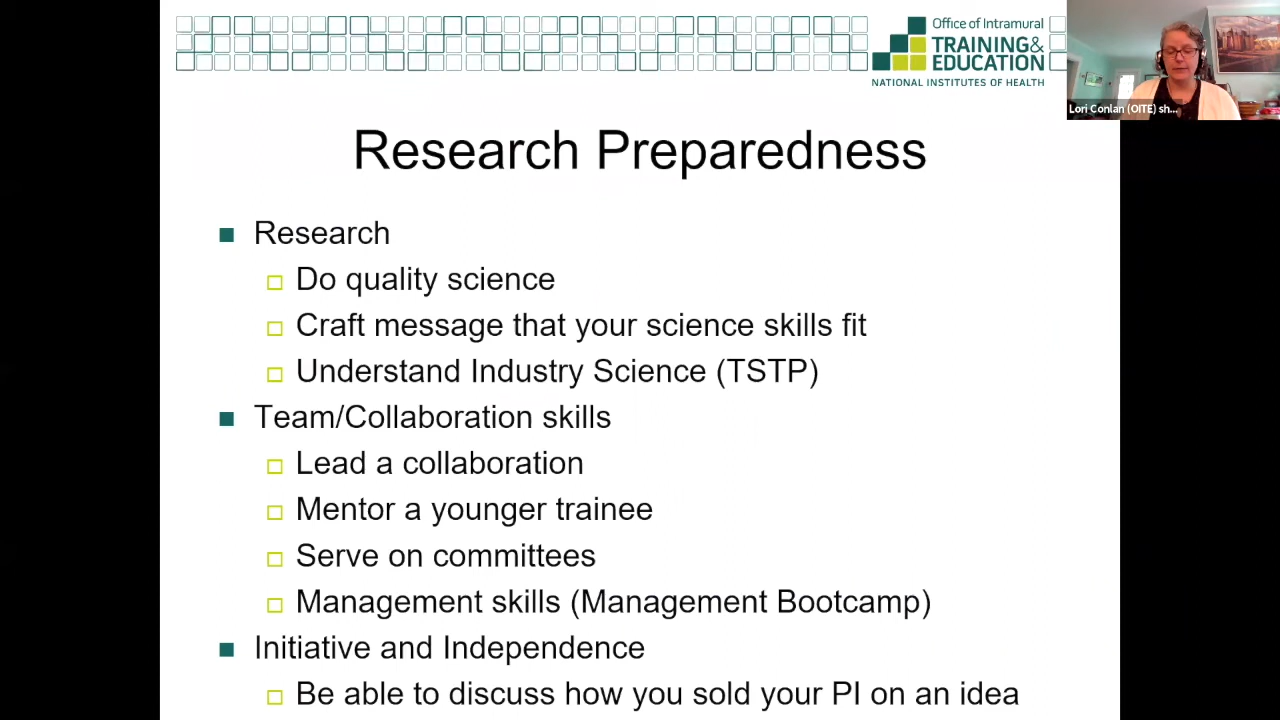 Office of Intramural
TRAINING&
EDUCATION
NATIONAL INSTITUTES OF HEALTH
Lori Conlan (OITE) sh...
Research Preparedness
Research
Do quality science
Craft message that your science skills fit
Understand Industry Science (TSTP)
Team/Collaboration skills
Lead a collaboration
Mentor a younger trainee
Serve on committees
Management skills (Management Bootcamp)
Initiative and Independence
Be able to discuss how you sold your PI on an idea